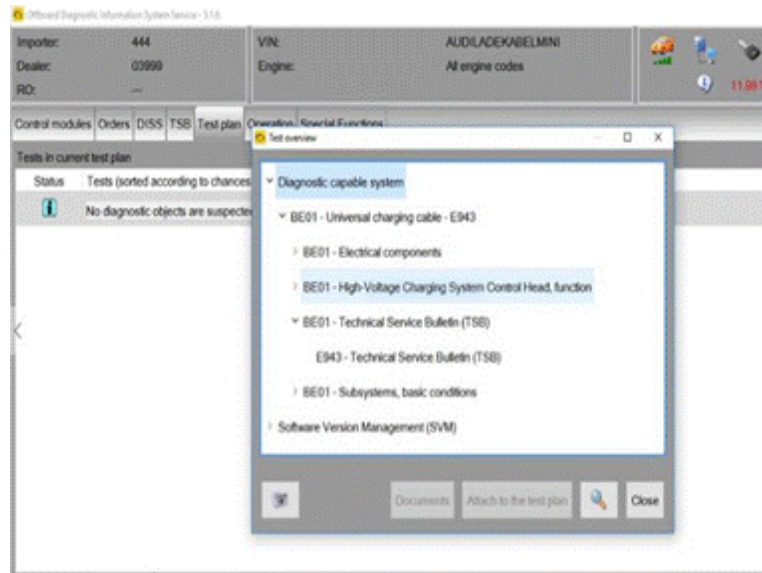 Offboard Diagnostic Information System Service - 5.1.6
Importer: 444 VIN: AUDILADEKABELMINI
Dealer: 03999 Engine: All engine codes
RO: ---
Control modules Orders DISS TSB Test plan Operation Special Functions
Test overview
Tests in current test plan
Status Tests (sorted according to chances
No diagnostic objects are suspected
Diagnostic capable system
BE01 - Universal charging cable - E943
BE01 - Electrical components
BE01 - High-Voltage Charging System Control Head, function
BE01 - Technical Service Bulletin (TSB)
E943 - Technical Service Bulletin (TSB)
BE01 - Subsystems, basic conditions
Software Version Management (SVM)
Documents Attach to the test plan Close